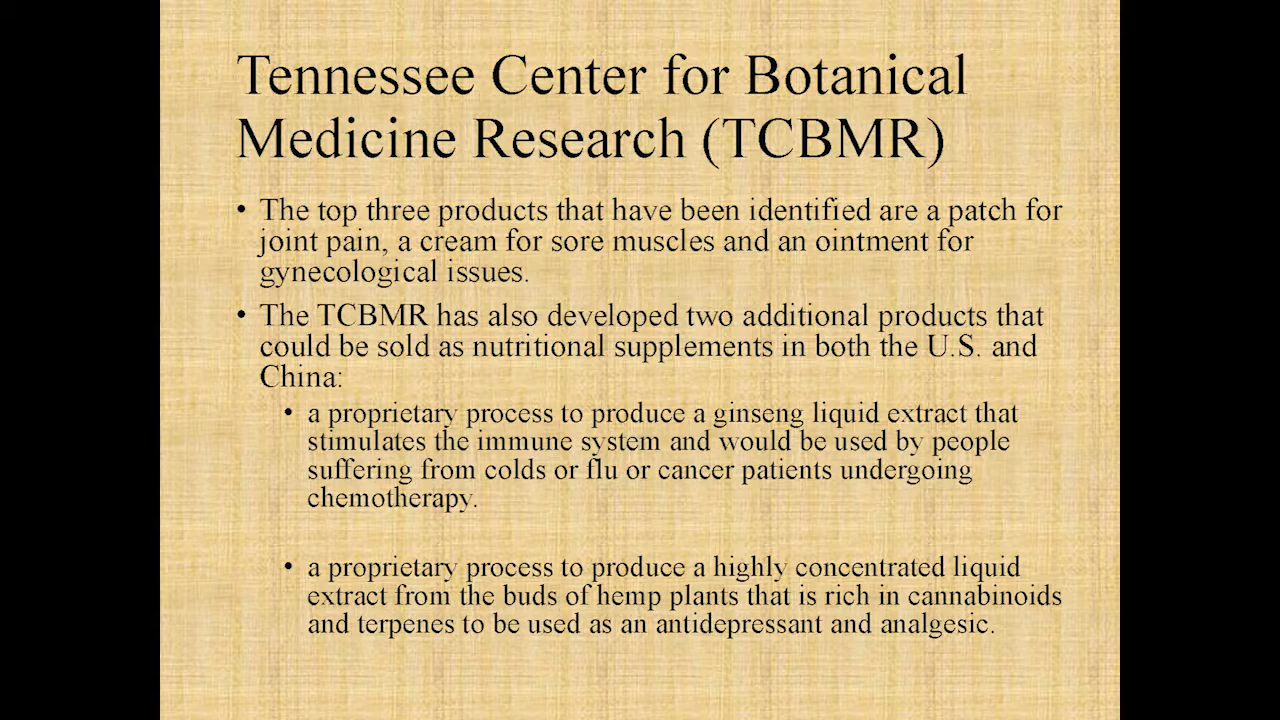 Tennessee Center for Botanical
Medicine Research (TCBMR)
• The top three products that have been identified are a patch for
joint pain, a cream for sore muscles and an ointment for
gynecological issues.
• The TCBMR has also developed two additional products that
could be sold as nutritional supplements in both the U.S. and
China:
• a proprietary process to produce a ginseng liquid extract that
stimulates the immune system and would be used by people
suffering from colds or flu or cancer patients undergoing
chemotherapy.
• a proprietary process to produce a highly concentrated liquid
extract from the buds of hemp plants that is rich in cannabinoids
and terpenes to be used as an antidepressant and analgesic.